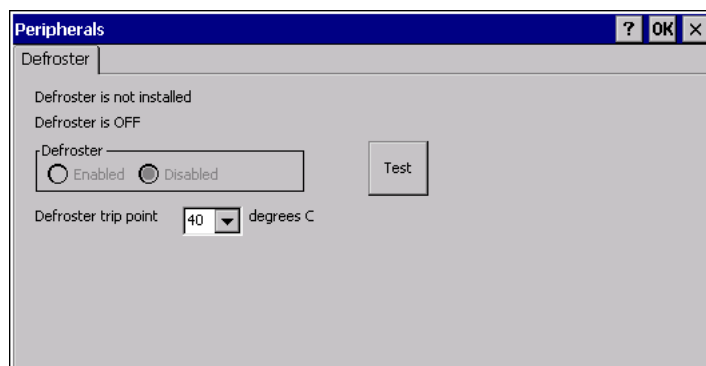 Peripherals ? OK ×
Defroster
Defroster is not installed
Defroster is OFF
Defroster
Enabled Disabled
Test
Defroster trip point 40 degrees C